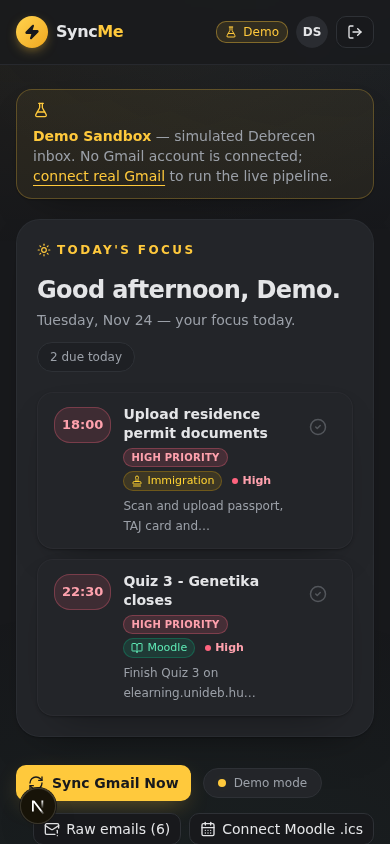 SyncMe
Demo
DS
Demo Sandbox — simulated Debrecen
inbox. No Gmail account is connected;
connect real Gmail to run the live pipeline.
TODAY'S FOCUS
Good afternoon, Demo.
Tuesday, Nov 24 — your focus today.
2 due today
18:00
Upload residence
permit documents
HIGH PRIORITY
Immigration
High
Scan and upload passport,
TAJ card and…
22:30
Quiz 3 - Genetika
closes
HIGH PRIORITY
Moodle
High
Finish Quiz 3 on
elearning.unideb.hu…
Sync Gmail Now
Demo mode
N
Raw emails (6)
Connect Moodle .ics